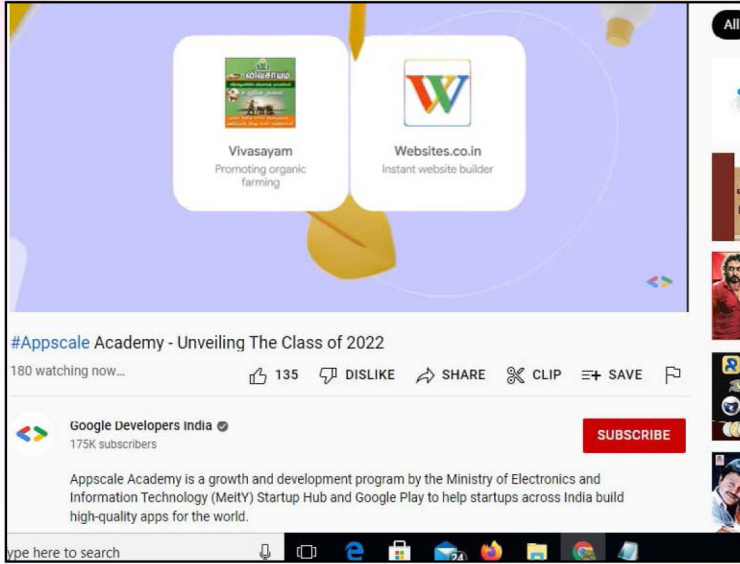 All
விவசாயம்
Vivasayam
Promoting organic
farming
Websites.co.in
Instant website builder
#Appscale Academy - Unveiling The Class of 2022
180 watching now...
135 DISLIKE SHARE CLIP SAVE
Google Developers India
175K subscribers
SUBSCRIBE
Appscale Academy is a growth and development program by the Ministry of Electronics and
Information Technology (MeitY) Startup Hub and Google Play to help startups across India build
high-quality apps for the world.
ype here to search
24